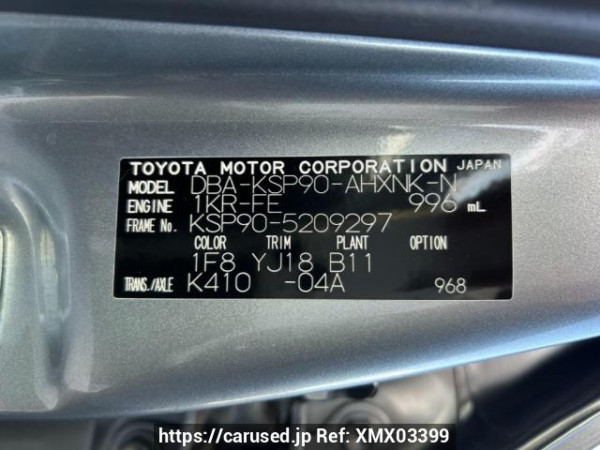 TOYOTA MOTOR CORPORATION JAPAN
MODEL DBA-KSP90-AHXNK-N
ENGINE 1KR-FE 996 mL
FRAME No. KSP90-5209297
COLOR TRIM PLANT OPTION
1F8 YJ18 B11
TRANS./AXLE K410 -04A 968
https://carused.jp Ref: XMX03399